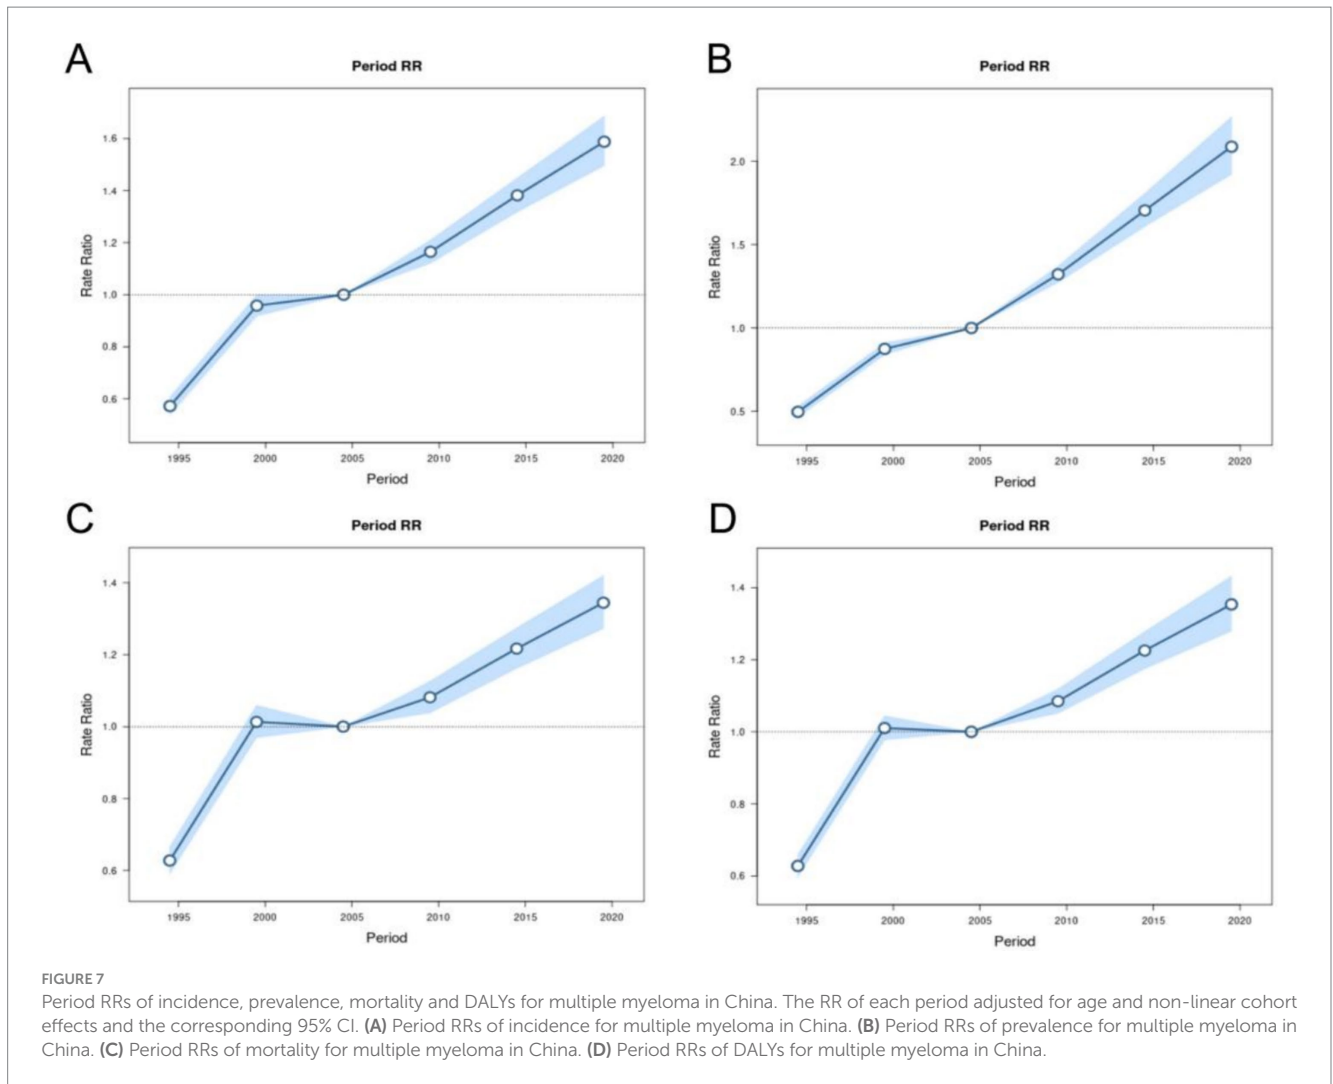 A
Period RR
Rate Ratio
1.6
1.4
1.2
1.0
0.8
0.6
1995 2000 2005 2010 2015 2020
Period
B
Period RR
Rate Ratio
2.0
1.5
1.0
0.5
1995 2000 2005 2010 2015 2020
Period
C
Period RR
Rate Ratio
1.4
1.2
1.0
0.8
0.6
1995 2000 2005 2010 2015 2020
Period
D
Period RR
Rate Ratio
1.4
1.2
1.0
0.8
0.6
1995 2000 2005 2010 2015 2020
Period
FIGURE 7
Period RRs of incidence, prevalence, mortality and DALYs for multiple myeloma in China. The RR of each period adjusted for age and non-linear cohort
effects and the corresponding 95% CI. (A) Period RRs of incidence for multiple myeloma in China. (B) Period RRs of prevalence for multiple myeloma in
China. (C) Period RRs of mortality for multiple myeloma in China. (D) Period RRs of DALYs for multiple myeloma in China.